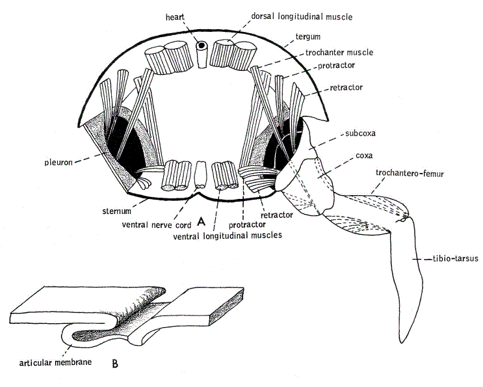 heart
dorsal longitudinal muscle
tergum
trochanter muscle
protractor
retractor
subcoxa
coxa
trochantero-femur
pleuron
sternum
ventral nerve cord
A
protractor
retractor
ventral longitudinal muscles
tibio-tarsus
articular membrane
B